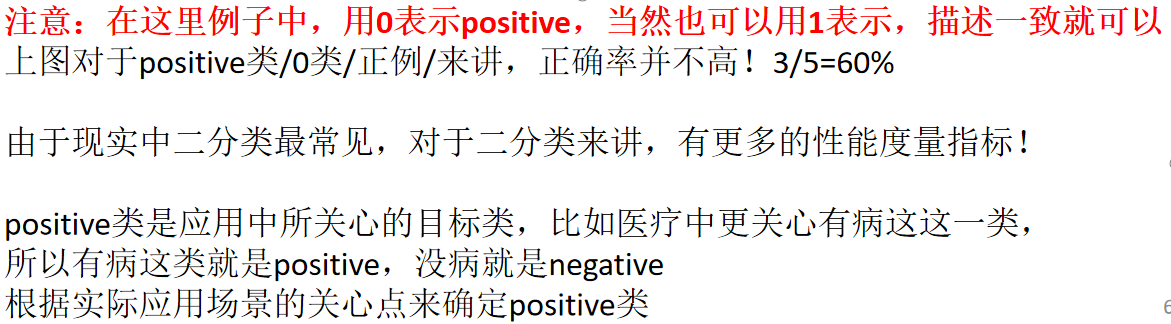 注意：在这里例子中，用0表示positive，当然也可以用1表示，描述一致就可以
上图对于positive类/0类/正例/来讲，正确率并不高！3/5=60%
由于现实中二分类最常见，对于二分类来讲，有更多的性能度量指标！
positive类是应用中所关心的目标类，比如医疗中更关心有病这这一类，
所以有病这类就是positive，没病就是negative
根据实际应用场景的关心点来确定positive类